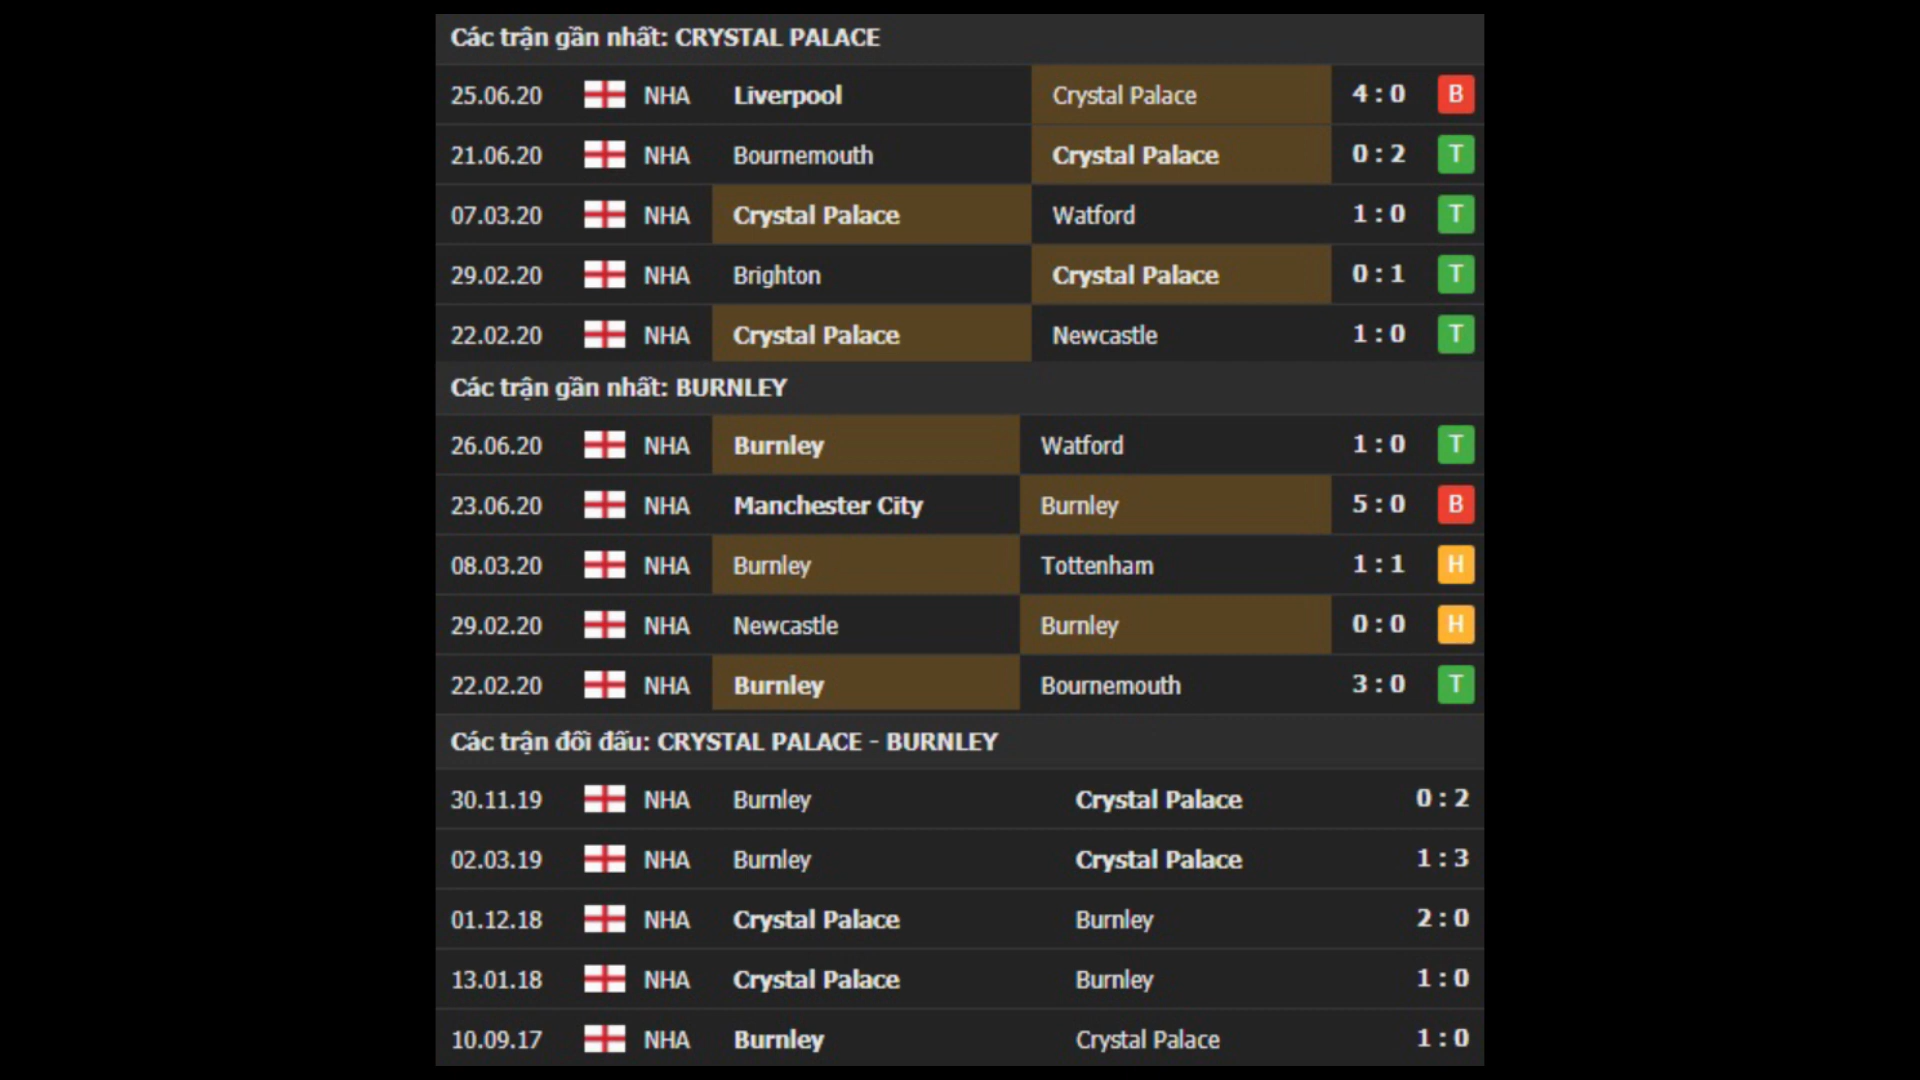 Các trận gần nhất: CRYSTAL PALACE
25.06.20 NHA Liverpool Crystal Palace 4 : 0 B
21.06.20 NHA Bournemouth Crystal Palace 0 : 2 T
07.03.20 NHA Crystal Palace Watford 1 : 0 T
29.02.20 NHA Brighton Crystal Palace 0 : 1 T
22.02.20 NHA Crystal Palace Newcastle 1 : 0 T
Các trận gần nhất: BURNLEY
26.06.20 NHA Burnley Watford 1 : 0 T
23.06.20 NHA Manchester City Burnley 5 : 0 B
08.03.20 NHA Burnley Tottenham 1 : 1 H
29.02.20 NHA Newcastle Burnley 0 : 0 H
22.02.20 NHA Burnley Bournemouth 3 : 0 T
Các trận đối đấu: CRYSTAL PALACE - BURNLEY
30.11.19 NHA Burnley Crystal Palace 0 : 2
02.03.19 NHA Burnley Crystal Palace 1 : 3
01.12.18 NHA Crystal Palace Burnley 2 : 0
13.01.18 NHA Crystal Palace Burnley 1 : 0
10.09.17 NHA Burnley Crystal Palace 1 : 0